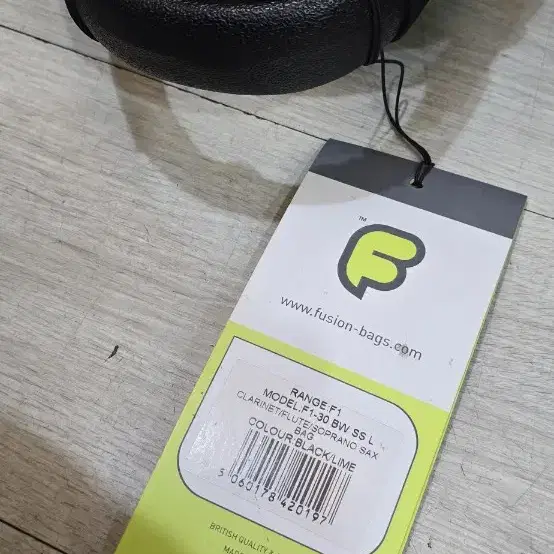 TM
F
www.fusion-bags.com
RANGE:F1
MODEL:F1-30 BW SS L
CLARINET/FLUTE/SOPRANO SAX
BAG
COLOUR:BLACK/LIME
5 060178 420197
BRITISH QUALITY &